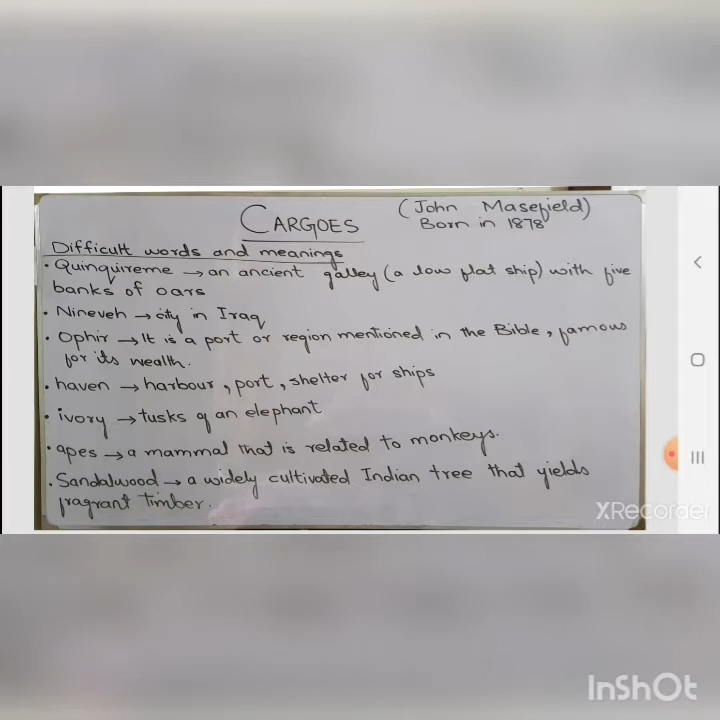 CARGOES (John Masefield)
Born in 1878
Difficult words and meanings
• Quinquireme → an ancient galley (a low flat ship) with five
banks of oars
• Nineveh → city in Iraq
• Ophir → It is a port or region mentioned in the Bible, famous
for its wealth.
• haven → harbour, port, shelter for ships
• ivory → tusks of an elephant
• apes → a mammal that is related to monkeys.
• Sandalwood → a widely cultivated Indian tree that yields
fragrant timber.
XRecorder
InShOt